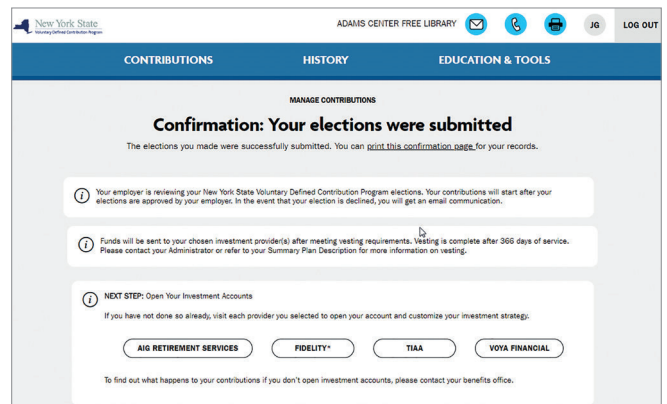 New York State
Voluntary Defined Contribution Program
ADAMS CENTER FREE LIBRARY
JG
LOG OUT
CONTRIBUTIONS
HISTORY
EDUCATION & TOOLS
MANAGE CONTRIBUTIONS
Confirmation: Your elections were submitted
The elections you made were successfully submitted. You can print this confirmation page for your records.
Your employer is reviewing your New York State Voluntary Defined Contribution Program elections. Your contributions will start after your
elections are approved by your employer. In the event that your election is declined, you will get an email communication.
Funds will be sent to your chosen investment provider(s) after meeting vesting requirements. Vesting is complete after 366 days of service.
Please contact your Administrator or refer to your Summary Plan Description for more information on vesting.
NEXT STEP: Open Your Investment Accounts
If you have not done so already, visit each provider you selected to open your account and customize your investment strategy.
AIG RETIREMENT SERVICES
FIDELITY*
TIAA
VOYA FINANCIAL
To find out what happens to your contributions if you don't open investment accounts, please contact your benefits office.